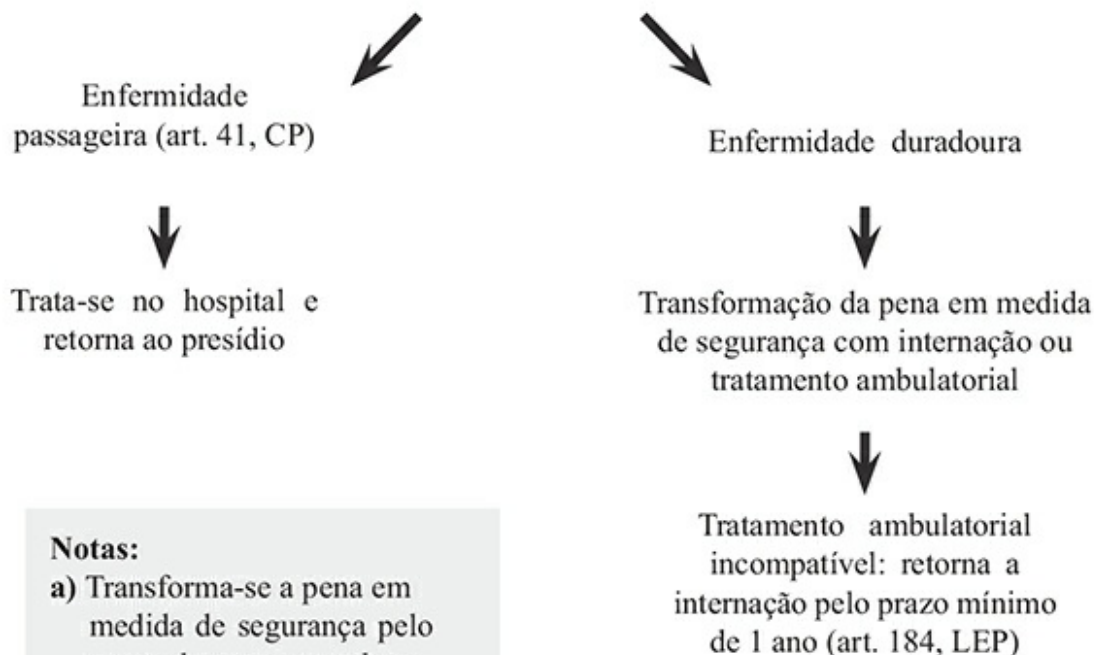 Enfermidade
passageira (art. 41, CP)
Trata-se no hospital e
retorna ao presídio
Enfermidade duradoura
Transformação da pena em medida
de segurança com internação ou
tratamento ambulatorial
Tratamento ambulatorial
incompatível: retorna a
internação pelo prazo mínimo
de 1 ano (art. 184, LEP)
Notas:
a) Transforma-se a pena em
medida de segurança pelo